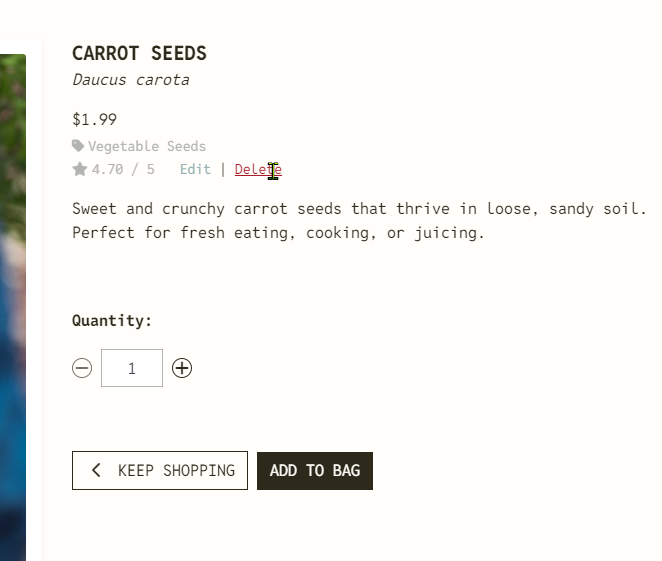 CARROT SEEDS
Daucus carota
$1.99
Vegetable Seeds
4.70 / 5 Edit | Delete
Sweet and crunchy carrot seeds that thrive in loose, sandy soil.
Perfect for fresh eating, cooking, or juicing.
Quantity:
1
KEEP SHOPPING ADD TO BAG